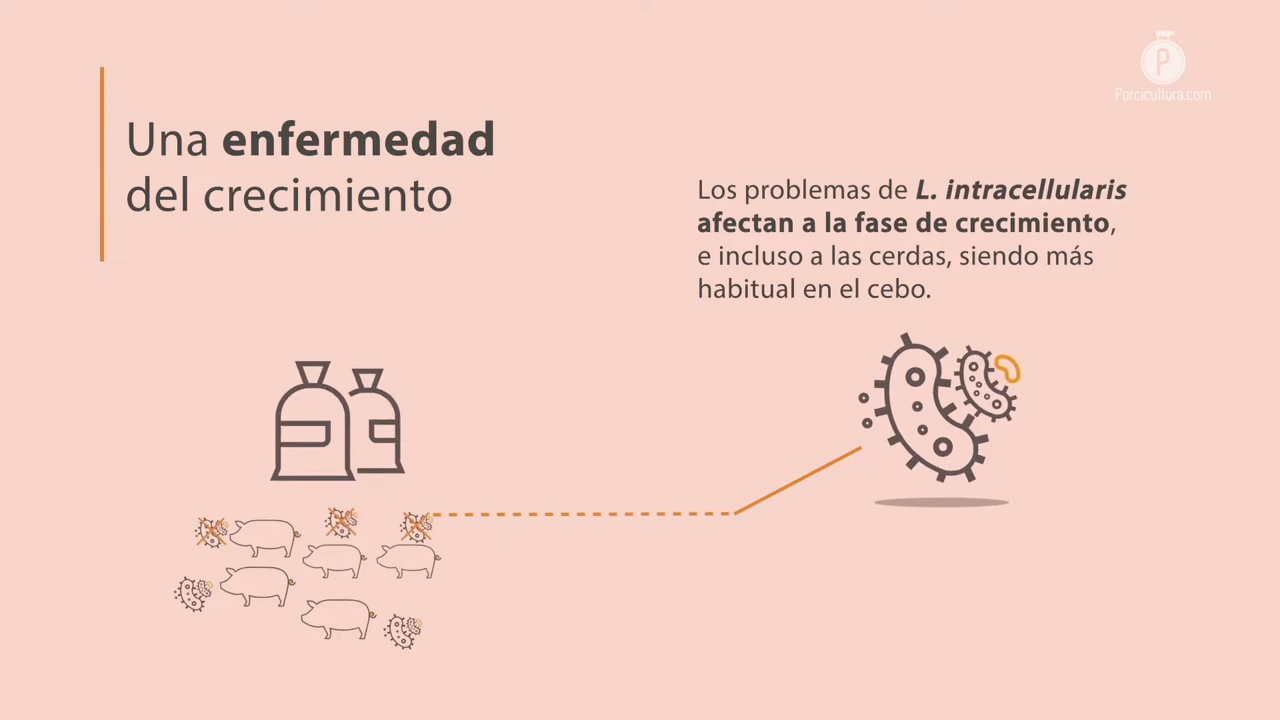 P
Porcicultura.com
Una enfermedad
del crecimiento
Los problemas de L. intracellularis
afectan a la fase de crecimiento,
e incluso a las cerdas, siendo más
habitual en el cebo.